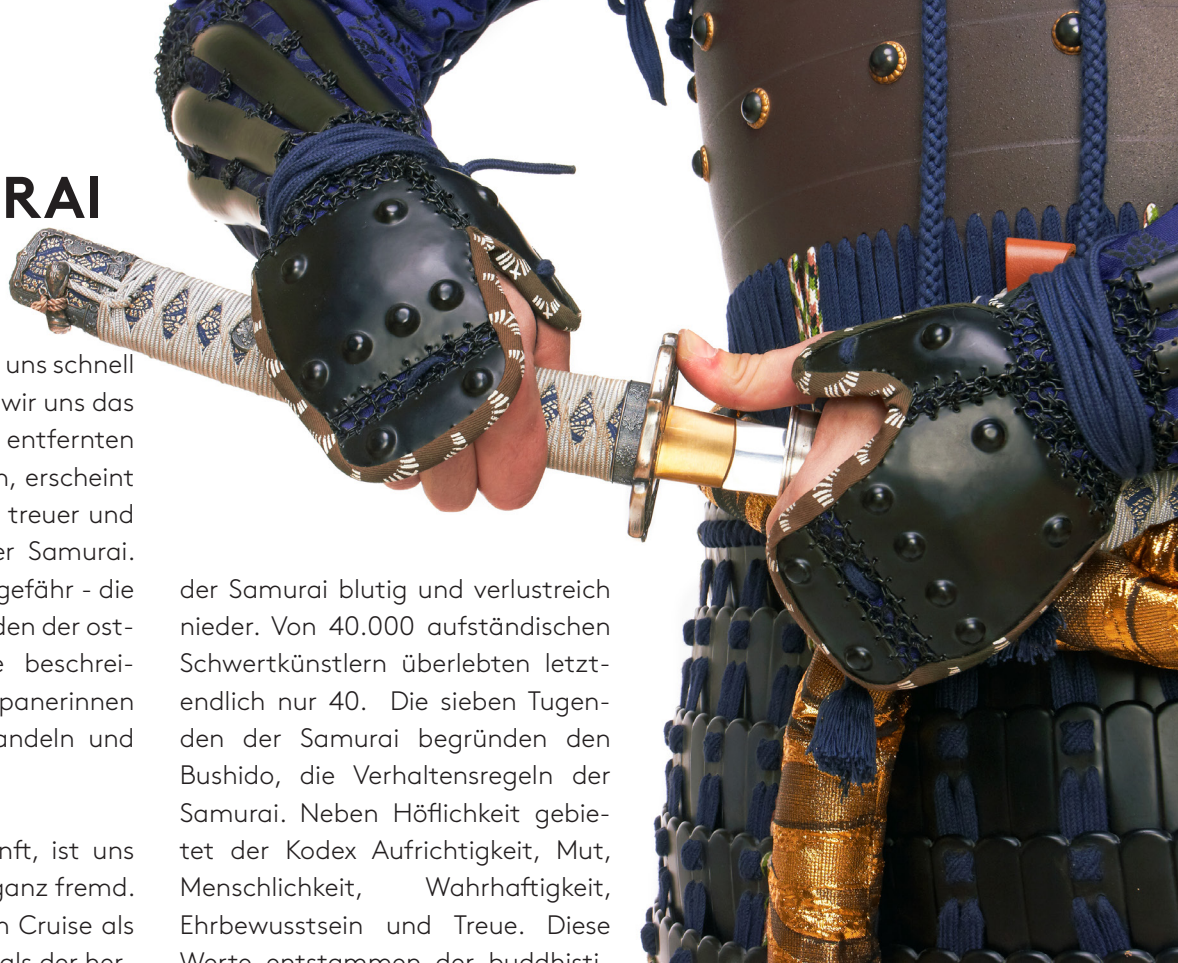 RAI
uns schnell
wir uns das
entfernten
n, erscheint
treuer und
er Samurai.
gefähr - die
den der ost-
e beschrei-
panerinnen
andeln und
nft, ist uns
ganz fremd.
n Cruise als
als der her-
der Samurai blutig und verlustreich
nieder. Von 40.000 aufständischen
Schwertkünstlern überlebten letzt-
endlich nur 40. Die sieben Tugen-
den der Samurai begründen den
Bushido, die Verhaltensregeln der
Samurai. Neben Höflichkeit gebie-
tet der Kodex Aufrichtigkeit, Mut,
Menschlichkeit, Wahrhaftigkeit,
Ehrbewusstsein und Treue. Diese
Werte entstammen der buddhisti-